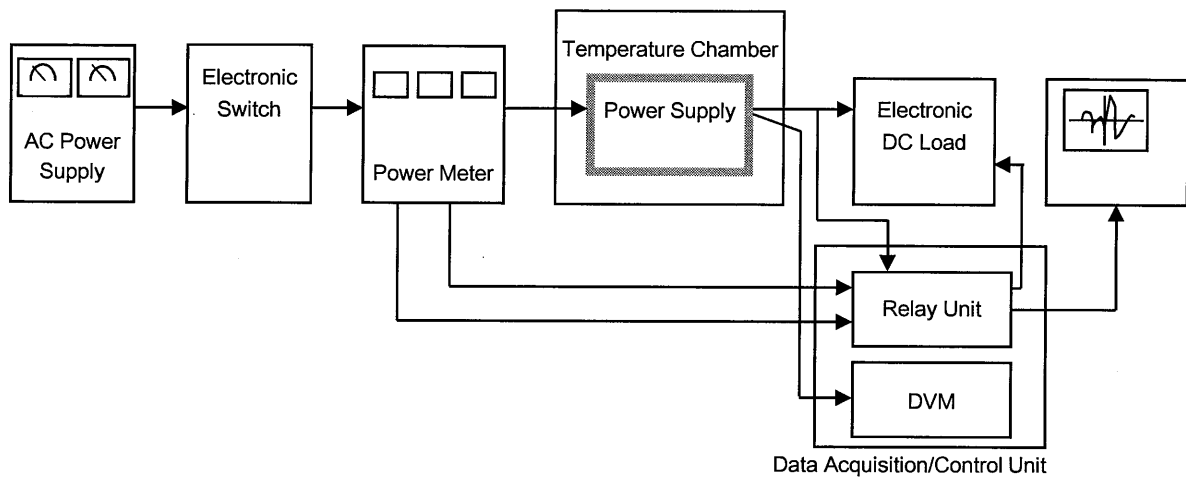 AC Power
Supply
Electronic
Switch
Power Meter
Temperature Chamber
Power Supply
Electronic
DC Load
Relay Unit
DVM
Data Acquisition/Control Unit